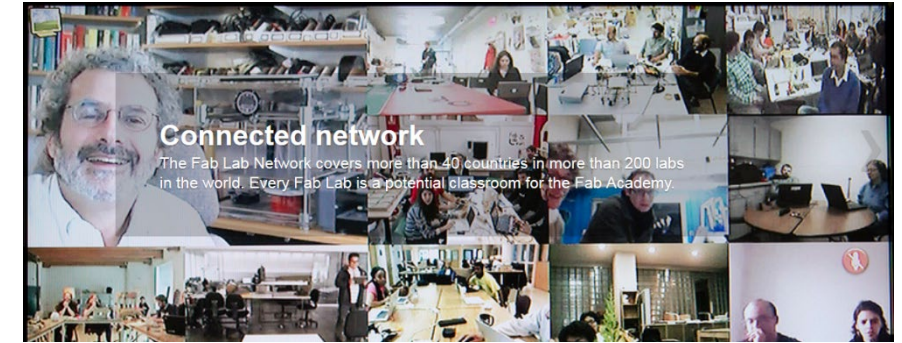 Connected network
The Fab Lab Network covers more than 40 countries in more than 200 labs
in the world. Every Fab Lab is a potential classroom for the Fab Academy.